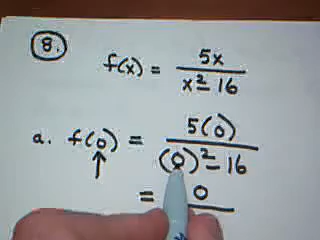 8.
f(x) = 5x / x² - 16
a. f(0) = 5(0) / (0)² - 16
= 0